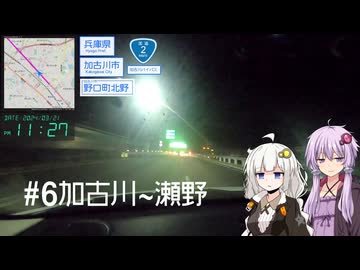 兵庫県
Hyogo Pref.
加古川市
Kakogawa City
野口町北野
国道
2
ROUTE
加古川バイパス
DATE:2024/03/21
PM 11:27
#6加古川~瀬野